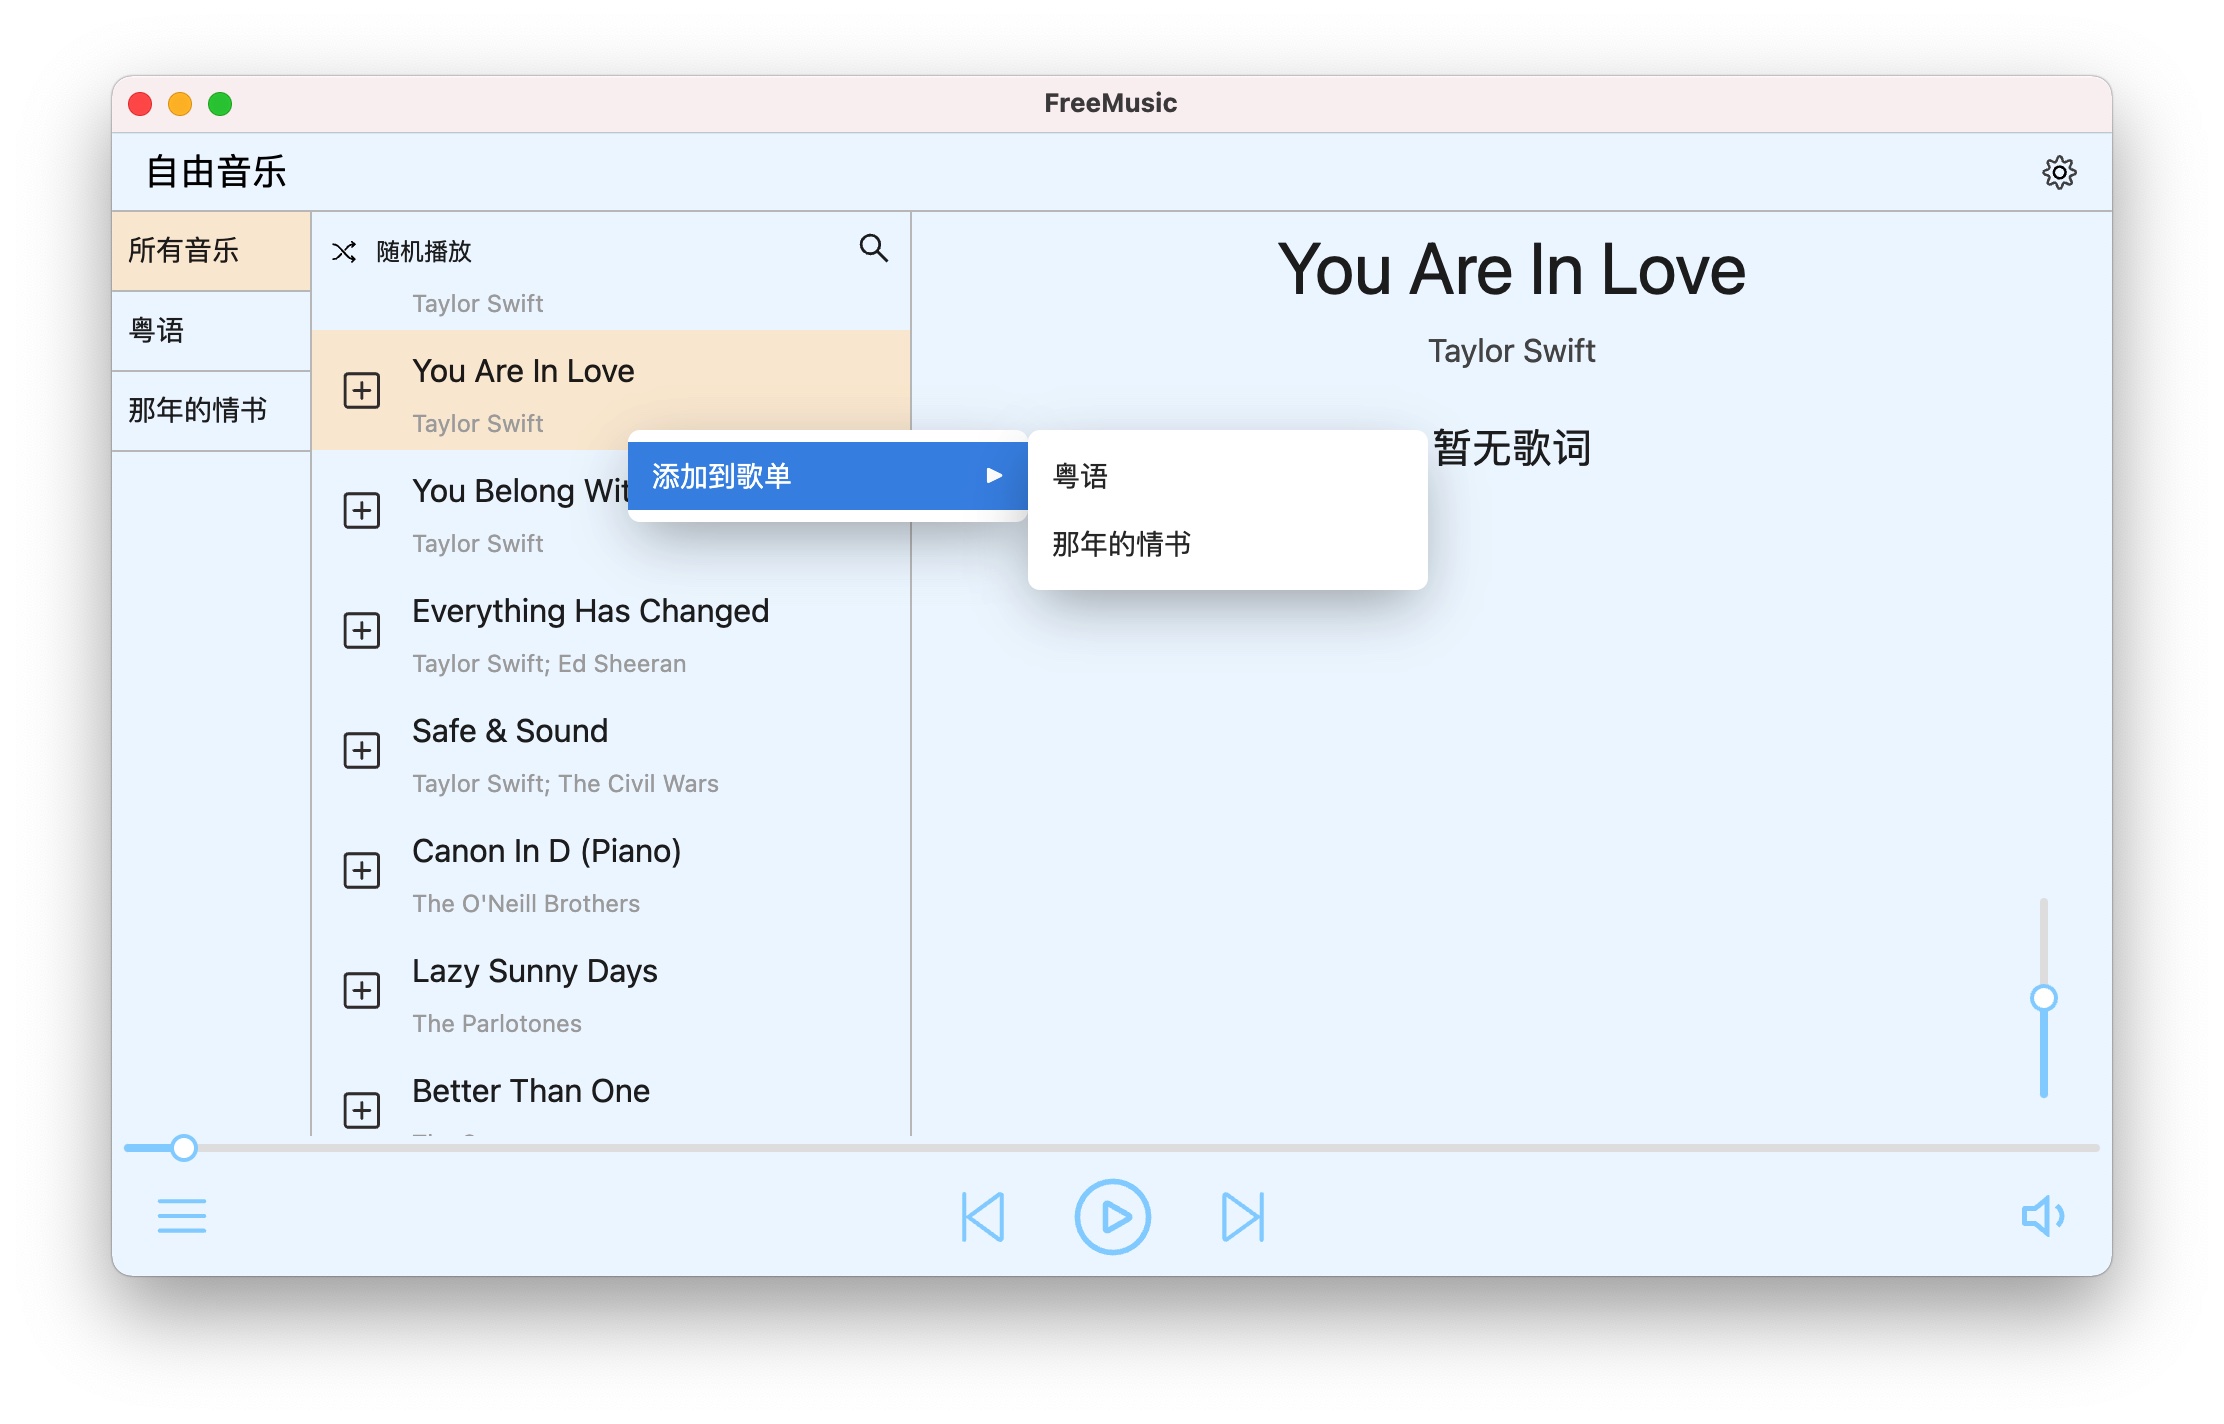 FreeMusic
自由音乐
所有音乐
粤语
那年的情书
随机播放
Taylor Swift
You Are In Love
Taylor Swift
You Belong Wit
Taylor Swift
Everything Has Changed
Taylor Swift; Ed Sheeran
Safe & Sound
Taylor Swift; The Civil Wars
Canon In D (Piano)
The O'Neill Brothers
Lazy Sunny Days
The Parlotones
Better Than One
添加到歌单
粤语
那年的情书
You Are In Love
Taylor Swift
暂无歌词